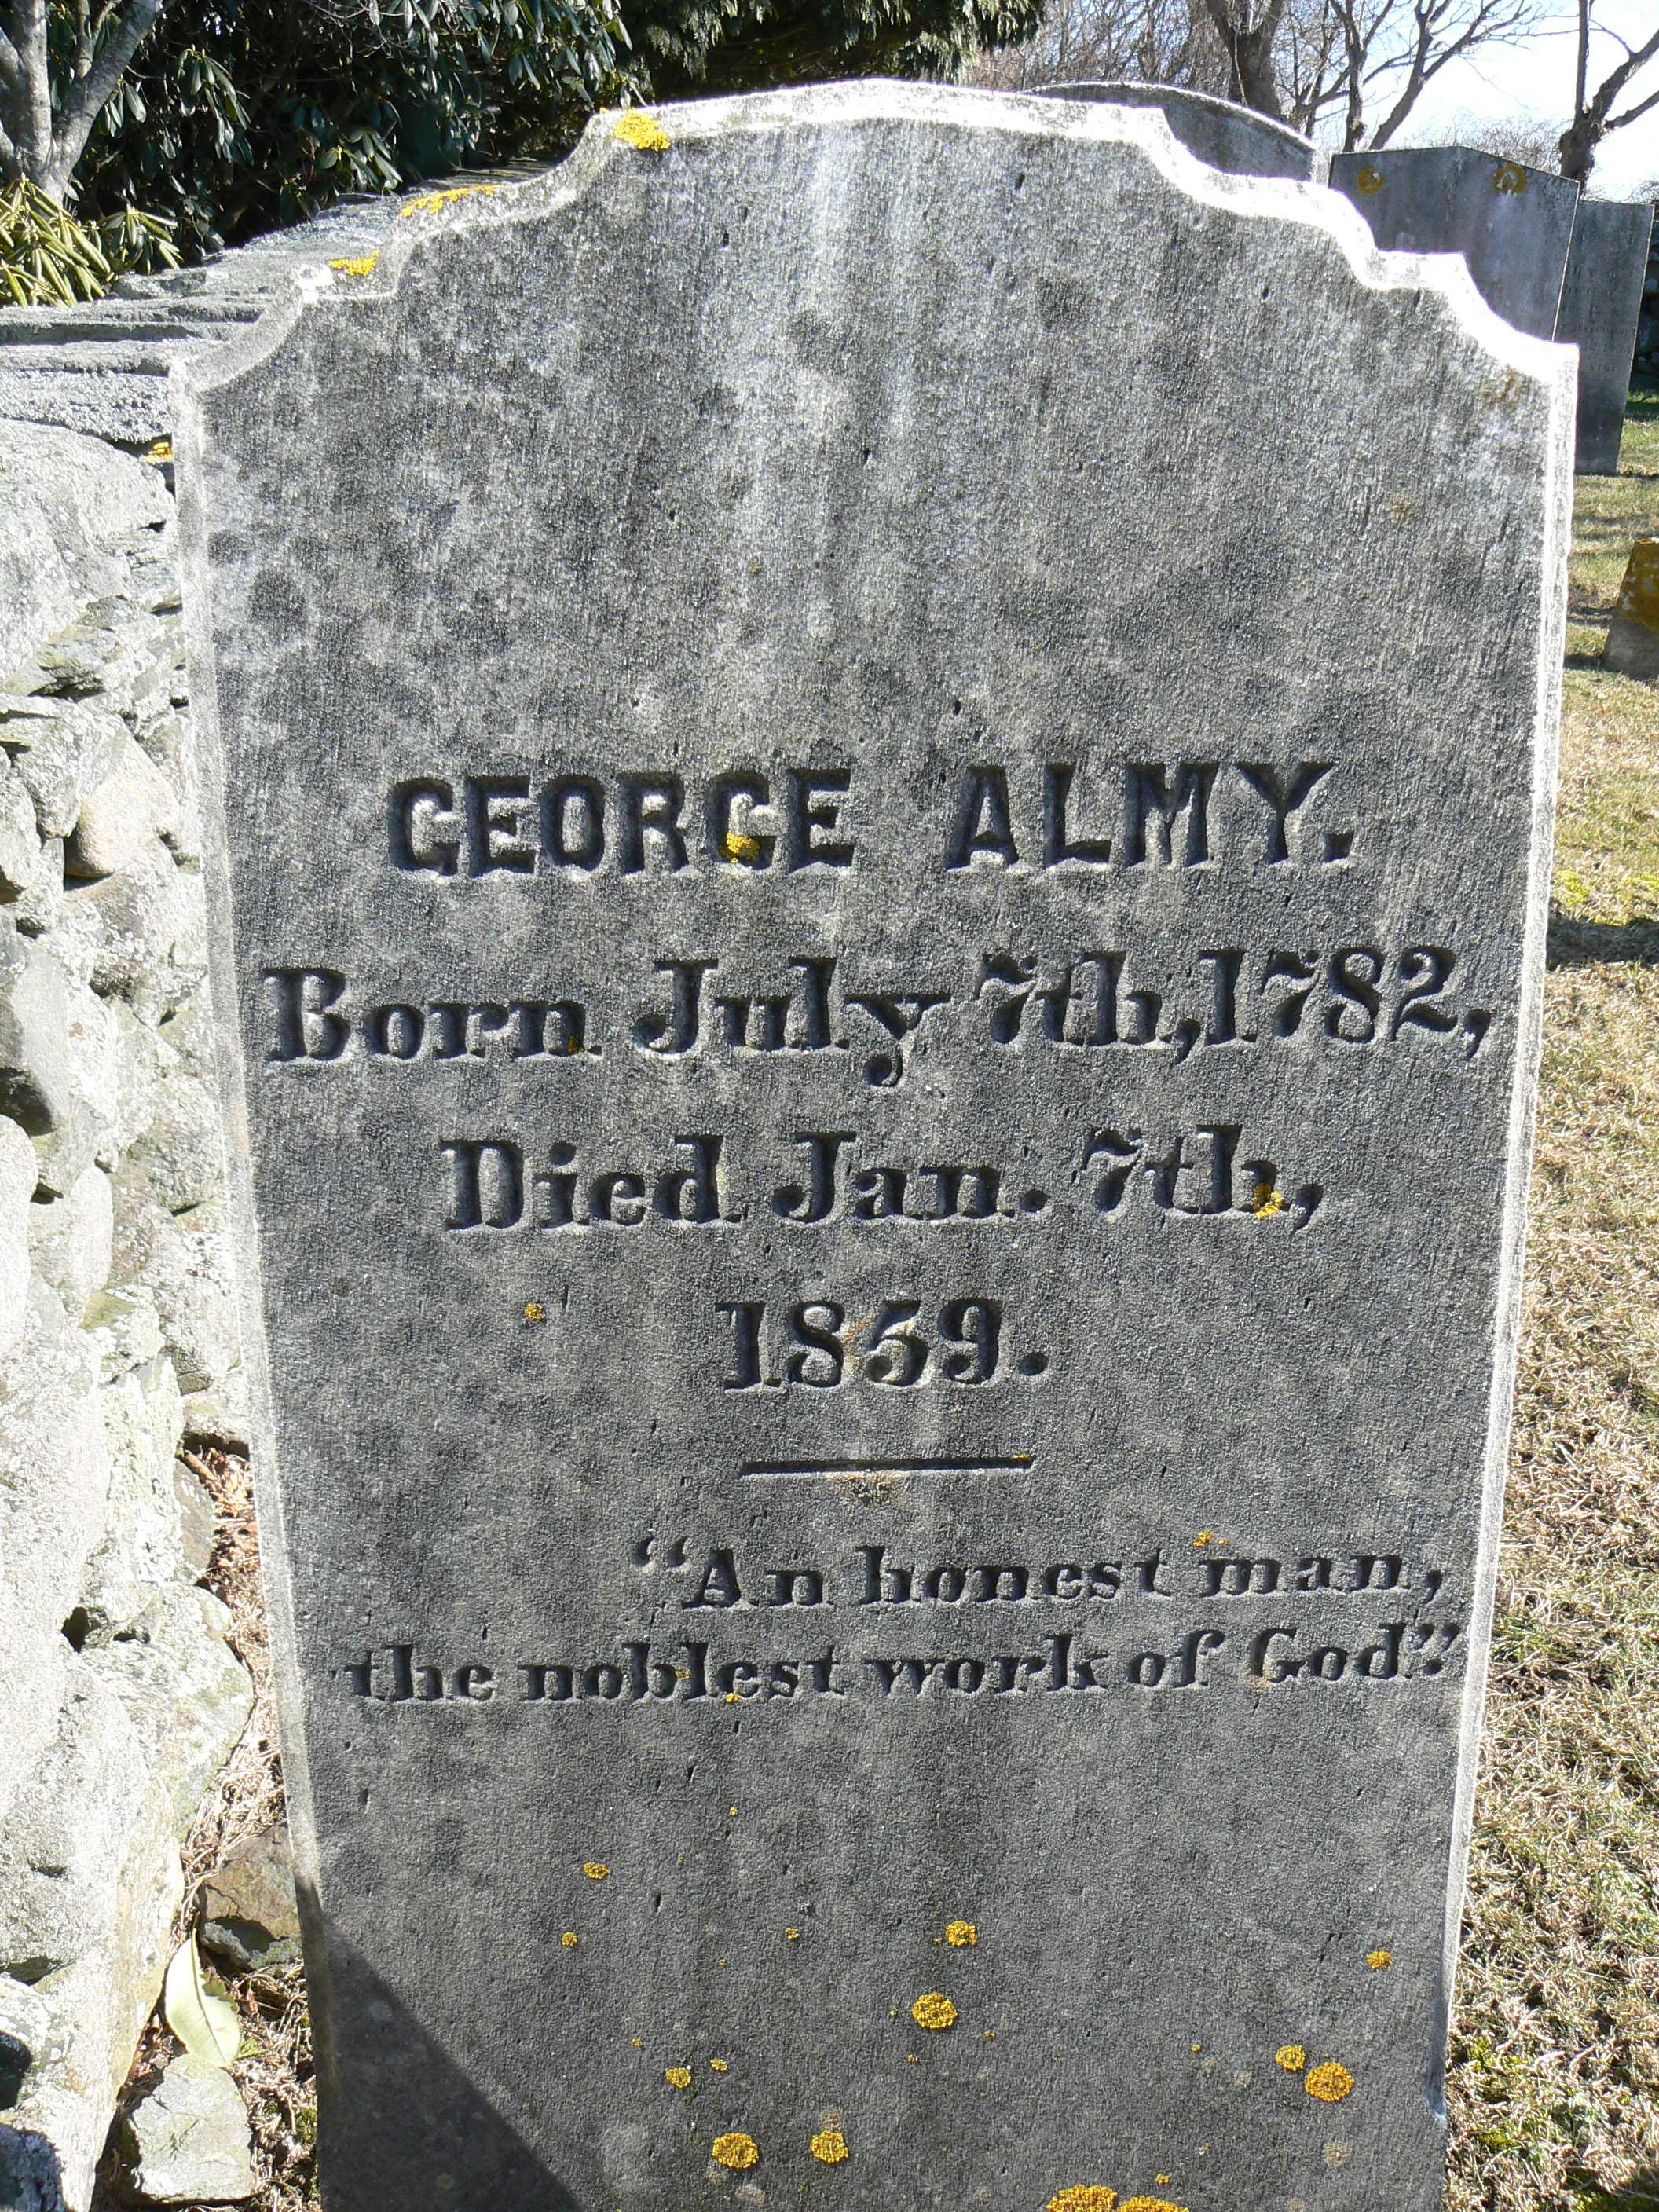 GEORGE ALMY.
Born July 7th, 1782,
Died Jan. 7th,
1859.
“An honest man,
the noblest work of God”.